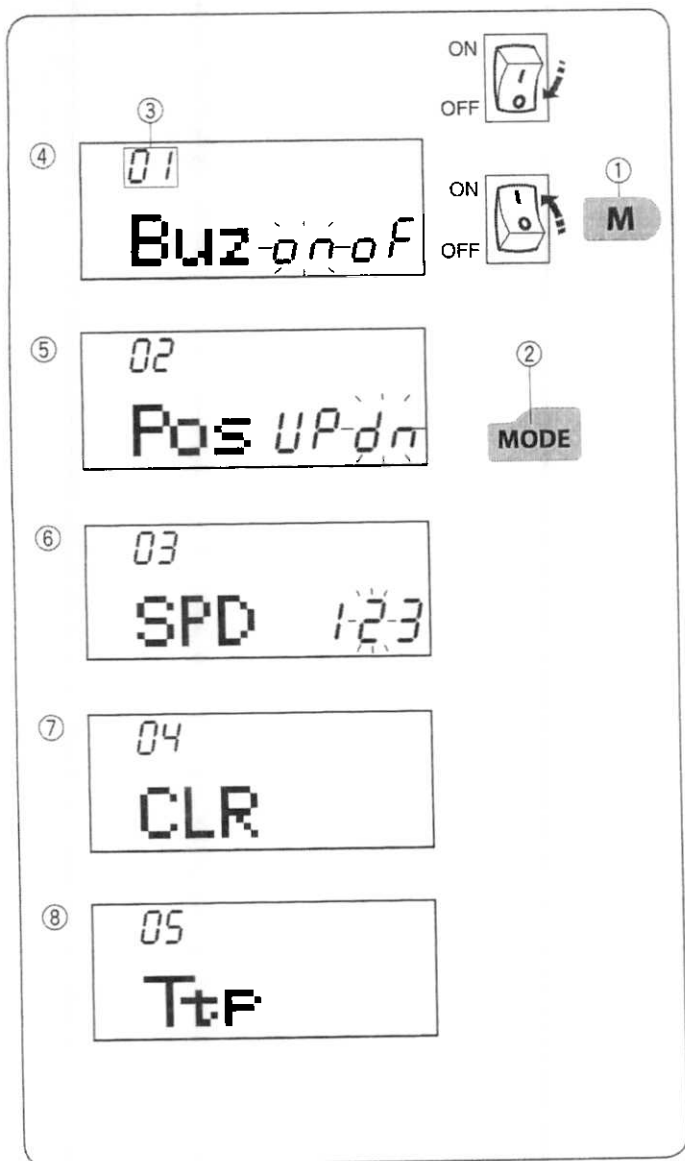 ON
OFF
③
④
01
Buz on oF
ON
OFF
①
M
⑤
02
Pos UP dn
②
MODE
⑥
03
SPD 1 2 3
⑦
04
CLR
⑧
05
TtP